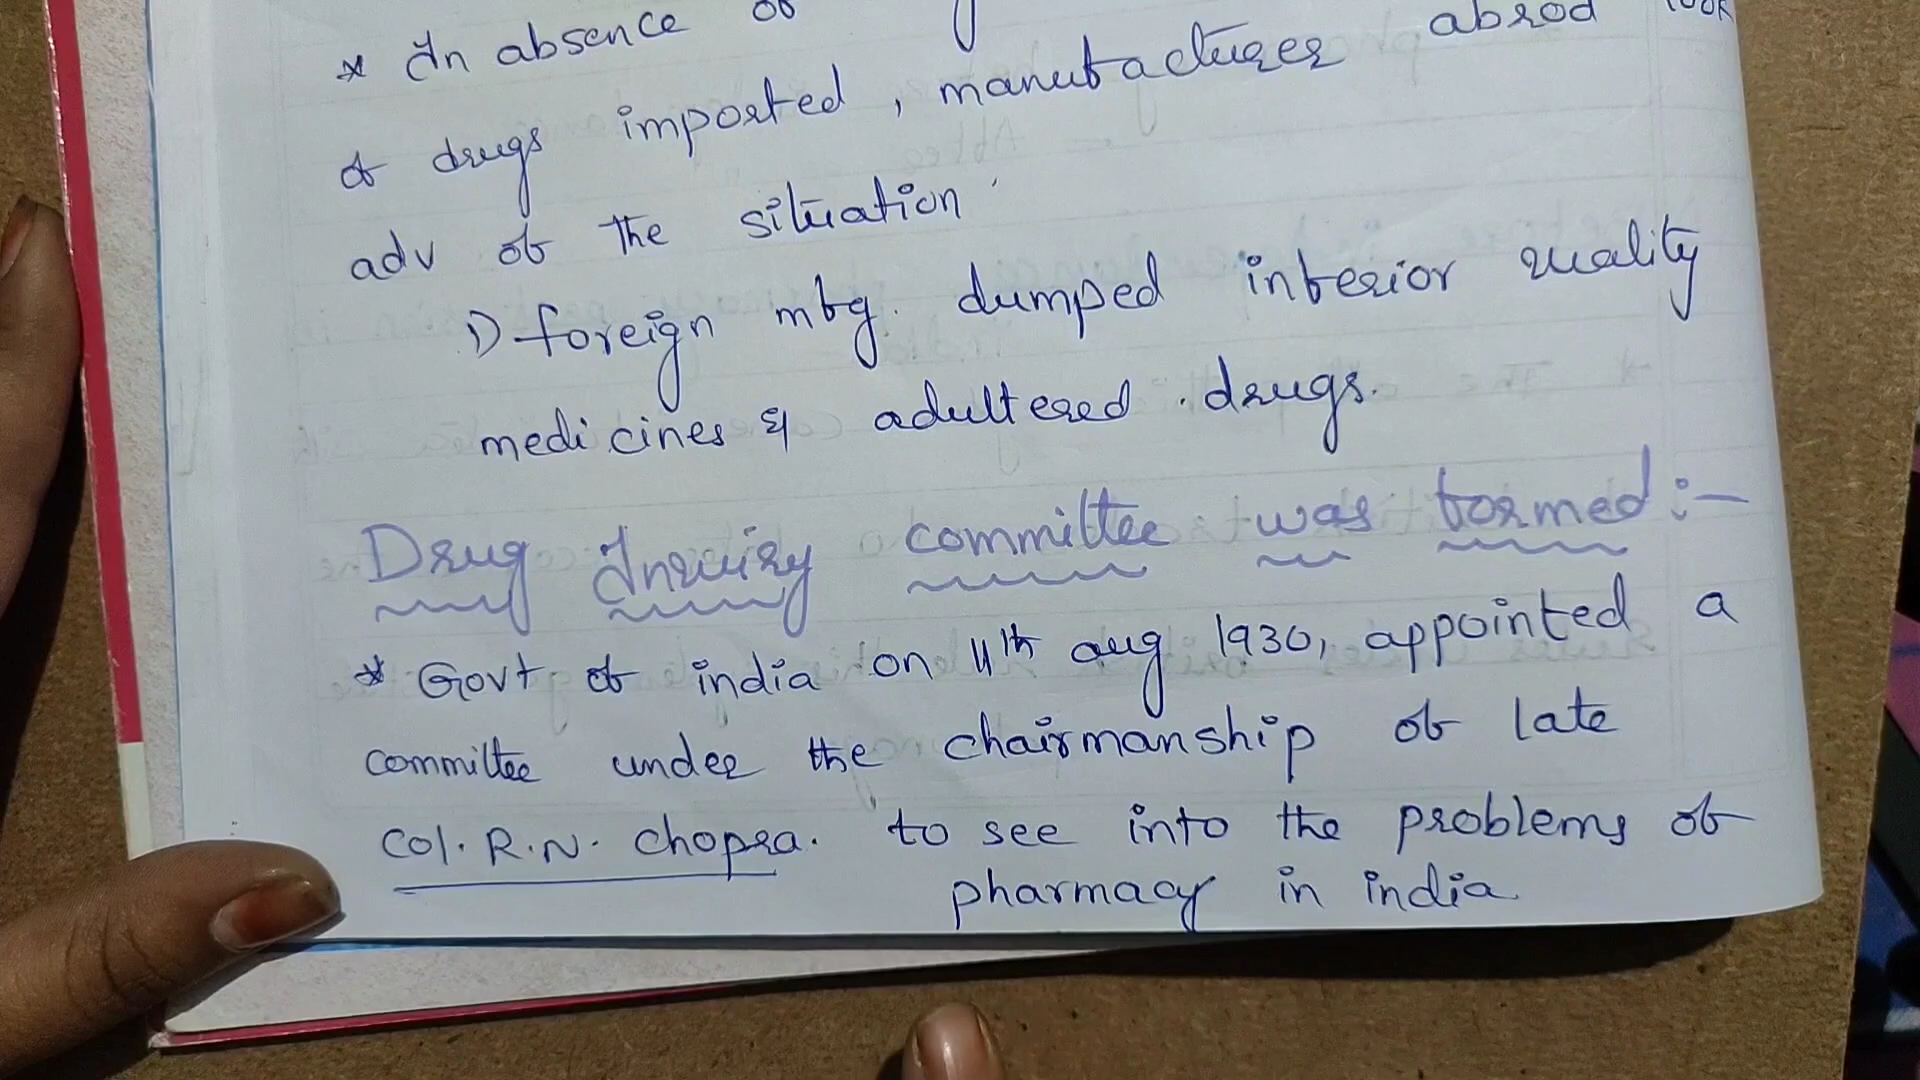 * In absence of
abrod took
of drugs imported, manufacturer
adv of the situation.
1) foreign mfg. dumped inferior quality
medicines & adultered drugs.
Drug Inquiry committee was formed:-
* Govt of india on 11th aug 1930, appointed a
committee under the chairmanship of late
col. R.N. chopra. to see into the problems of
pharmacy in india